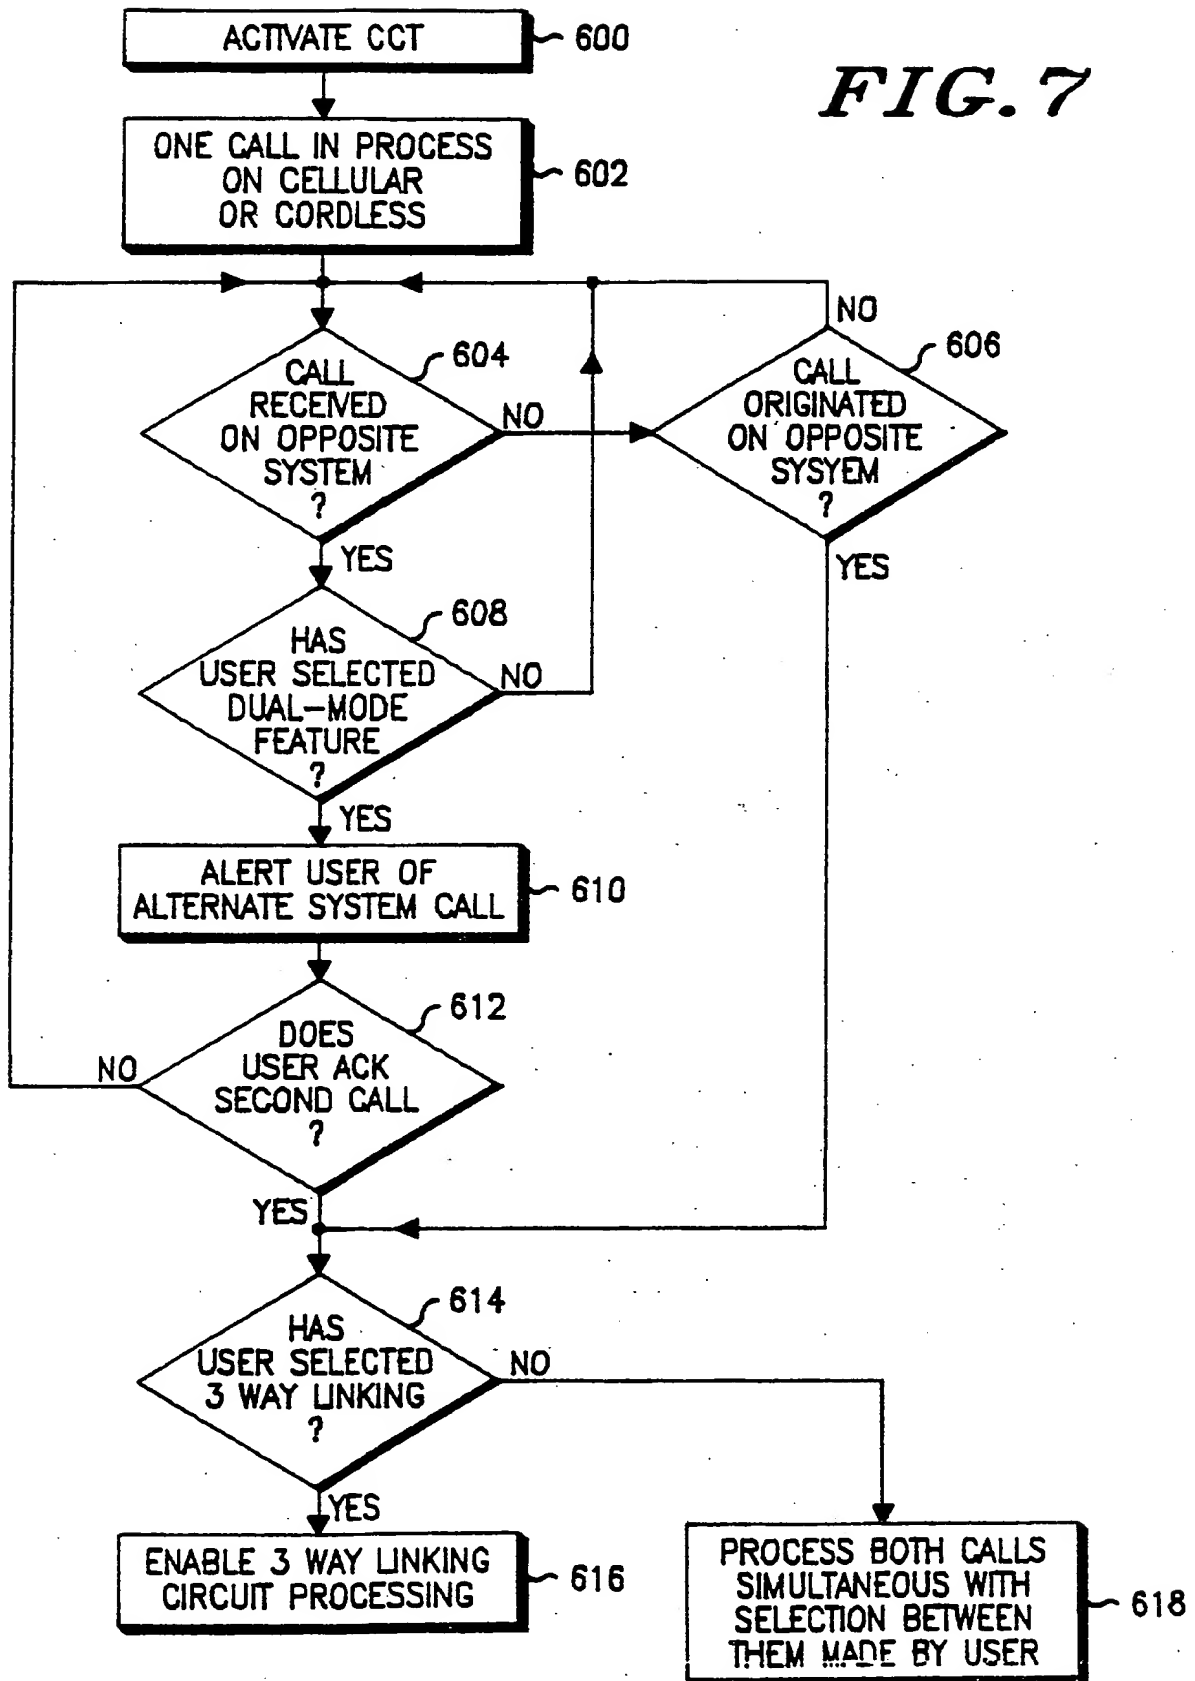 FIG. 7
ACTIVATE CCT
600
ONE CALL IN PROCESS
ON CELLULAR
OR CORDLESS
602
CALL
RECEIVED
ON OPPOSITE
SYSTEM
?
604
NO
YES
CALL
ORIGINATED
ON OPPOSITE
SYSYEM
?
606
NO
YES
HAS
USER SELECTED
DUAL-MODE
FEATURE
?
608
NO
YES
ALERT USER OF
ALTERNATE SYSTEM CALL
610
DOES
USER ACK
SECOND CALL
?
612
NO
YES
HAS
USER SELECTED
3 WAY LINKING
?
614
NO
YES
ENABLE 3 WAY LINKING
CIRCUIT PROCESSING
616
PROCESS BOTH CALLS
SIMULTANEOUS WITH
SELECTION BETWEEN
THEM MADE BY USER
618